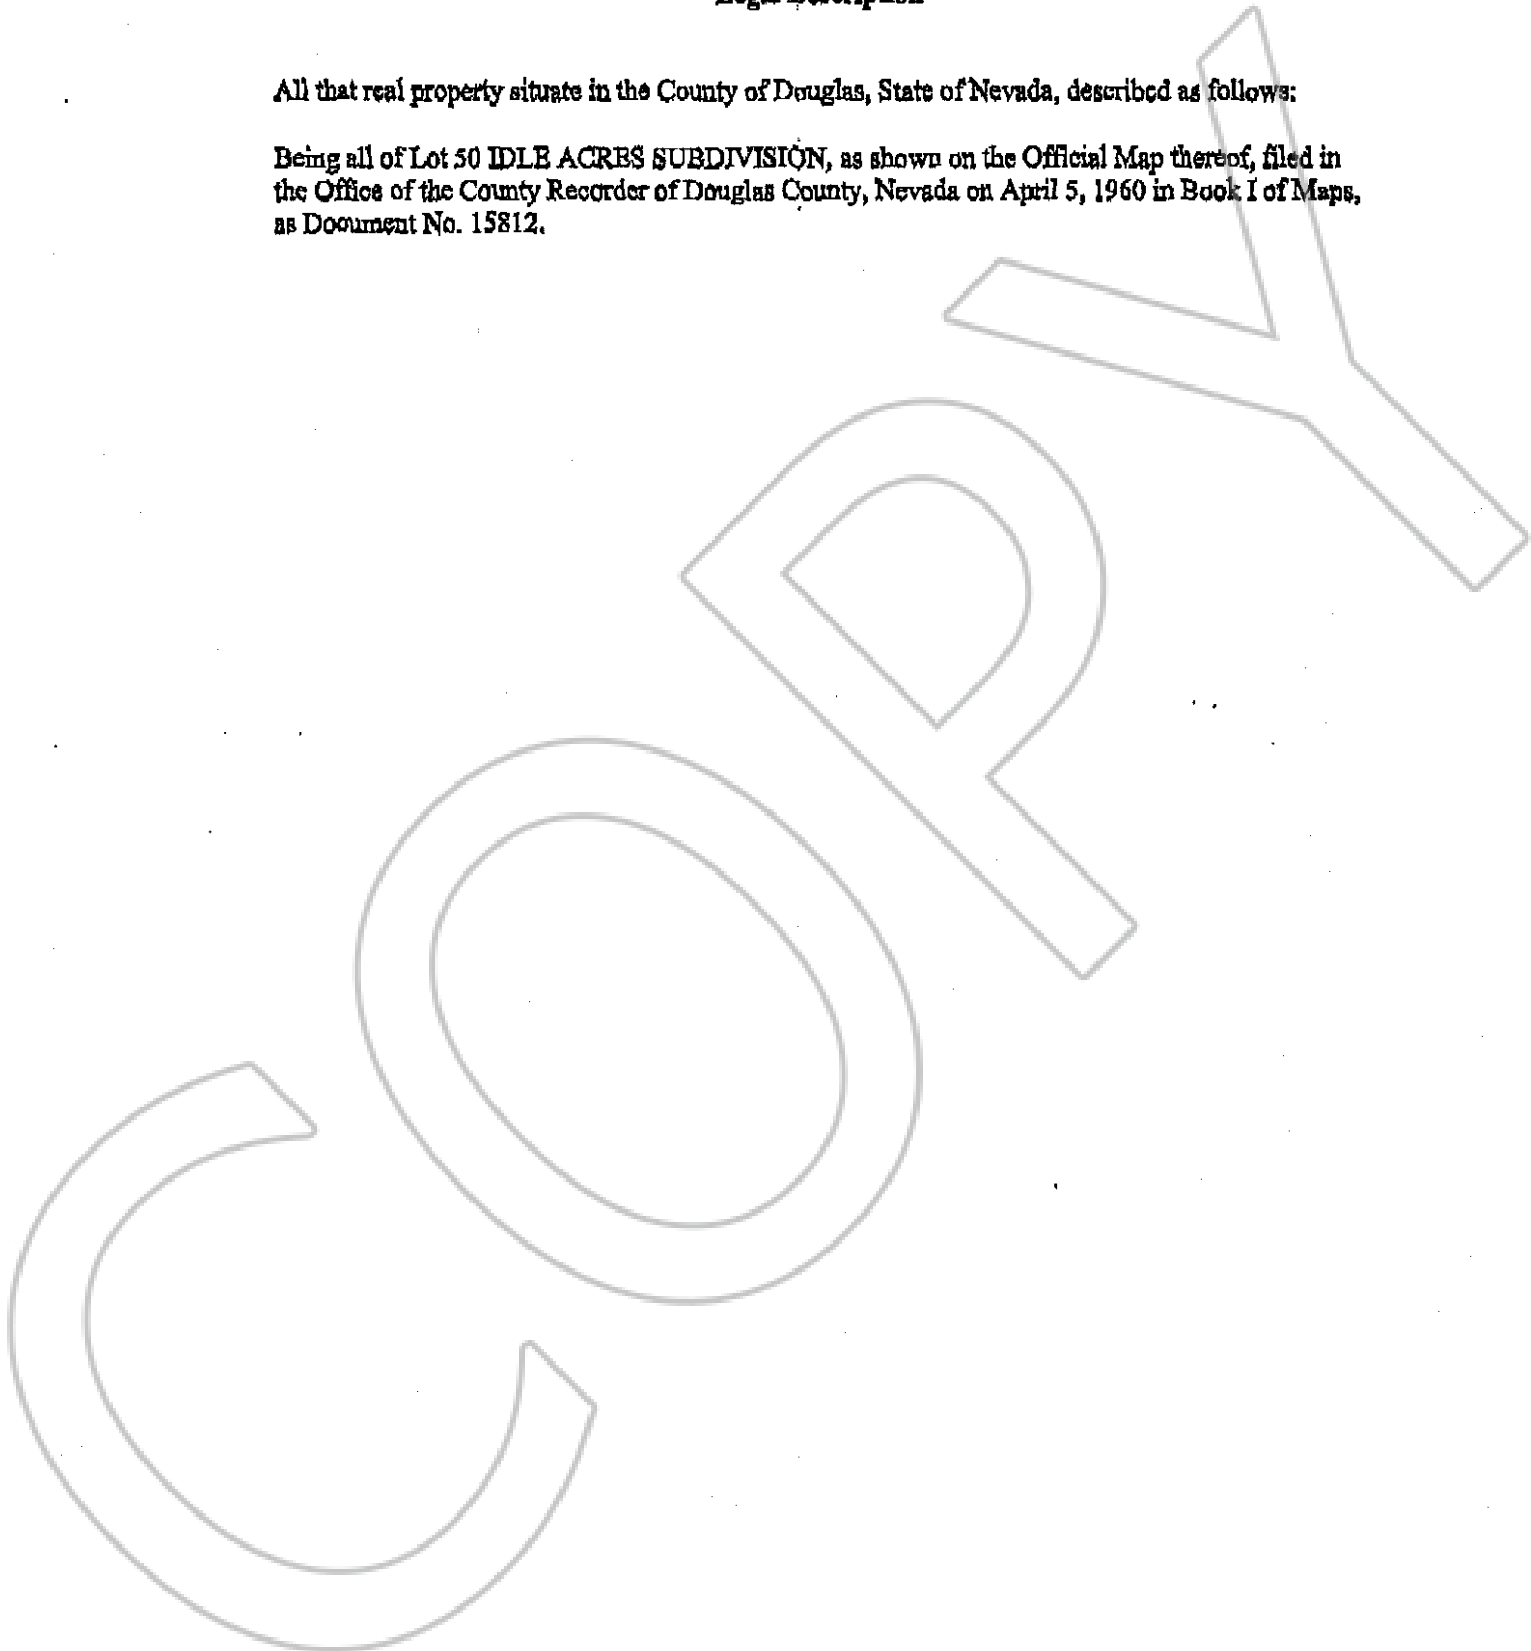 Legal Description
All that real property situate in the County of Douglas, State of Nevada, described as follows:
Being all of Lot 50 IDLE ACRES SUBDIVISION, as shown on the Official Map thereof, filed in
the Office of the County Recorder of Douglas County, Nevada on April 5, 1960 in Book I of Maps,
as Document No. 15812.
COPY